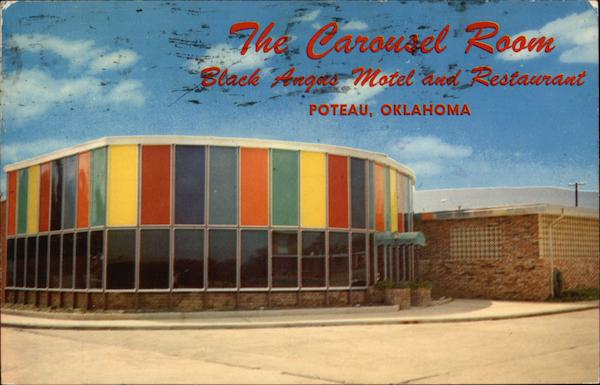 The Carousel Room
Black Angus Motel and Restaurant
POTEAU, OKLAHOMA